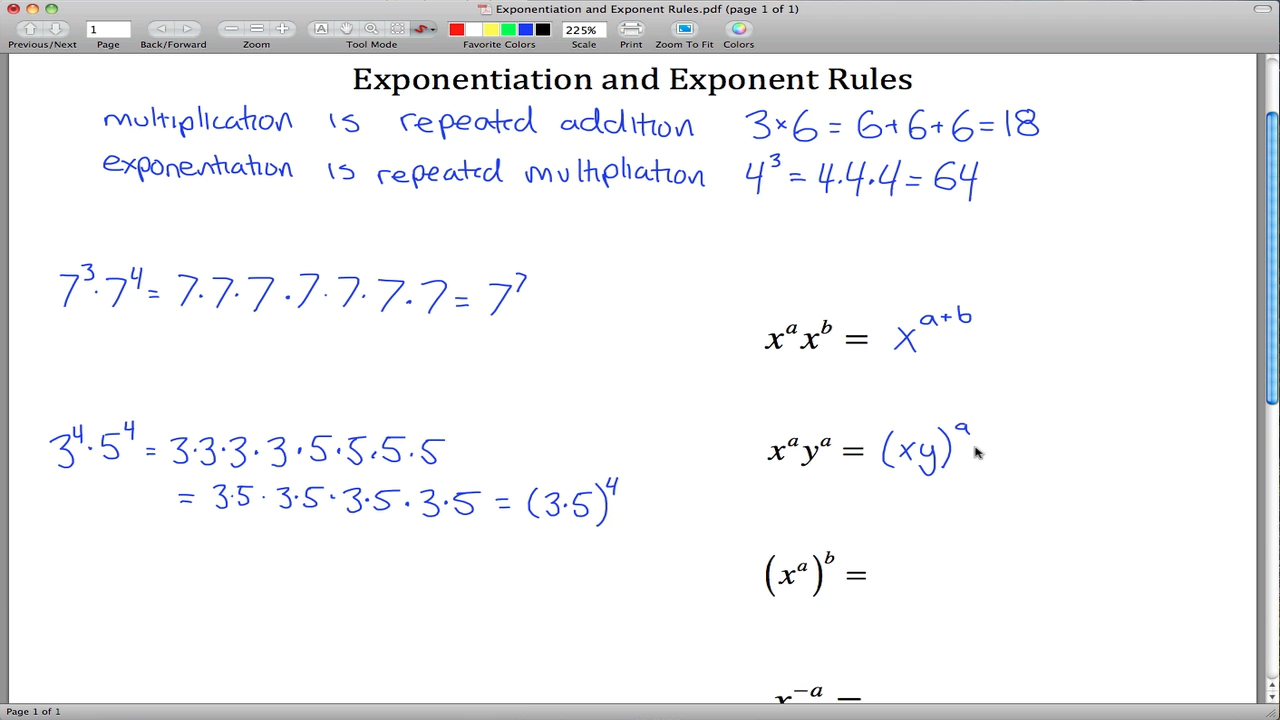 Exponentiation and Exponent Rules.pdf (page 1 of 1)
1 225%
Previous/Next Page Back/Forward Zoom Tool Mode Favorite Colors Scale Print Zoom To Fit Colors
Exponentiation and Exponent Rules
multiplication is repeated addition 3×6 = 6+6+6=18
exponentiation is repeated multipliation 4³ = 4·4·4 = 64
7³·7⁴ = 7·7·7·7·7·7·7 = 7⁷
xᵃxᵇ = x^(a+b)
3⁴·5⁴ = 3·3·3·3·5·5·5·5
xᵃyᵃ = (xy)ᵃ
= 3·5·3·5·3·5·3·5 = (3·5)⁴
(xᵃ)ᵇ =
x⁻ᵃ =
Page 1 of 1